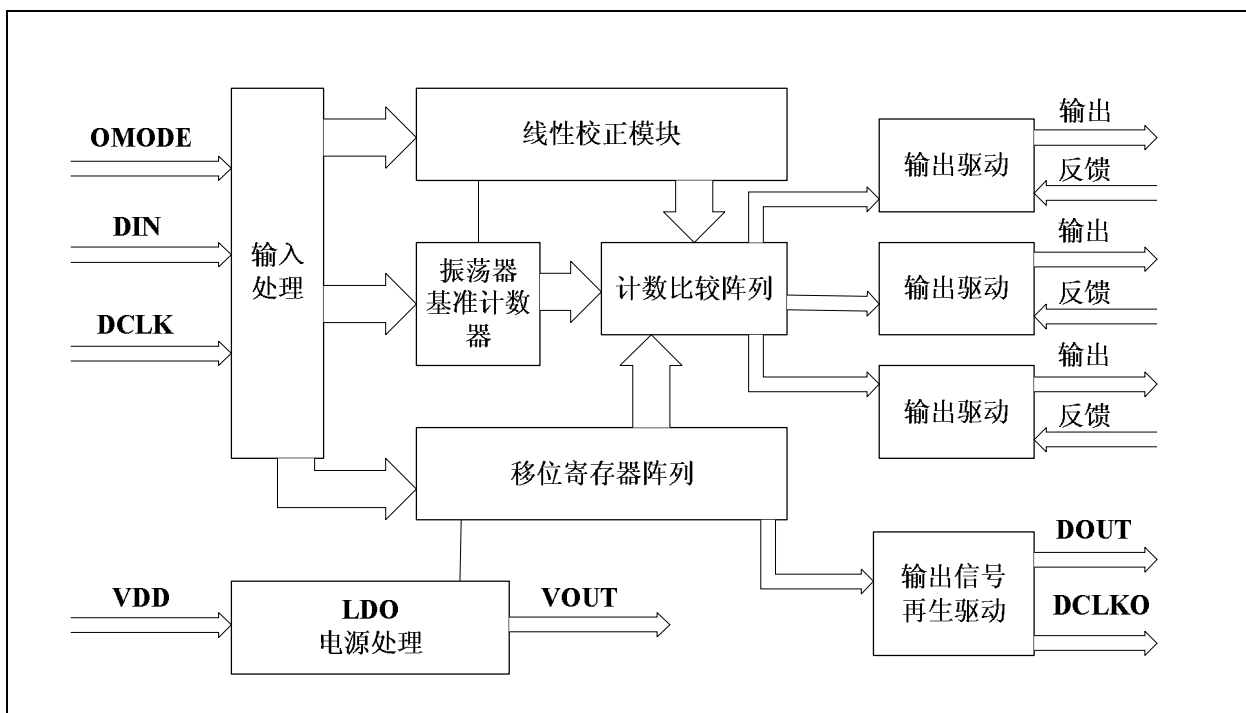 OMODE
DIN
DCLK
输入
处理
线性校正模块
振荡器
基准计数
器
计数比较阵列
移位寄存器阵列
输出驱动
输出
反馈
输出驱动
输出
反馈
输出驱动
输出
反馈
VDD
LDO
电源处理
VOUT
输出信号
再生驱动
DOUT
DCLKO